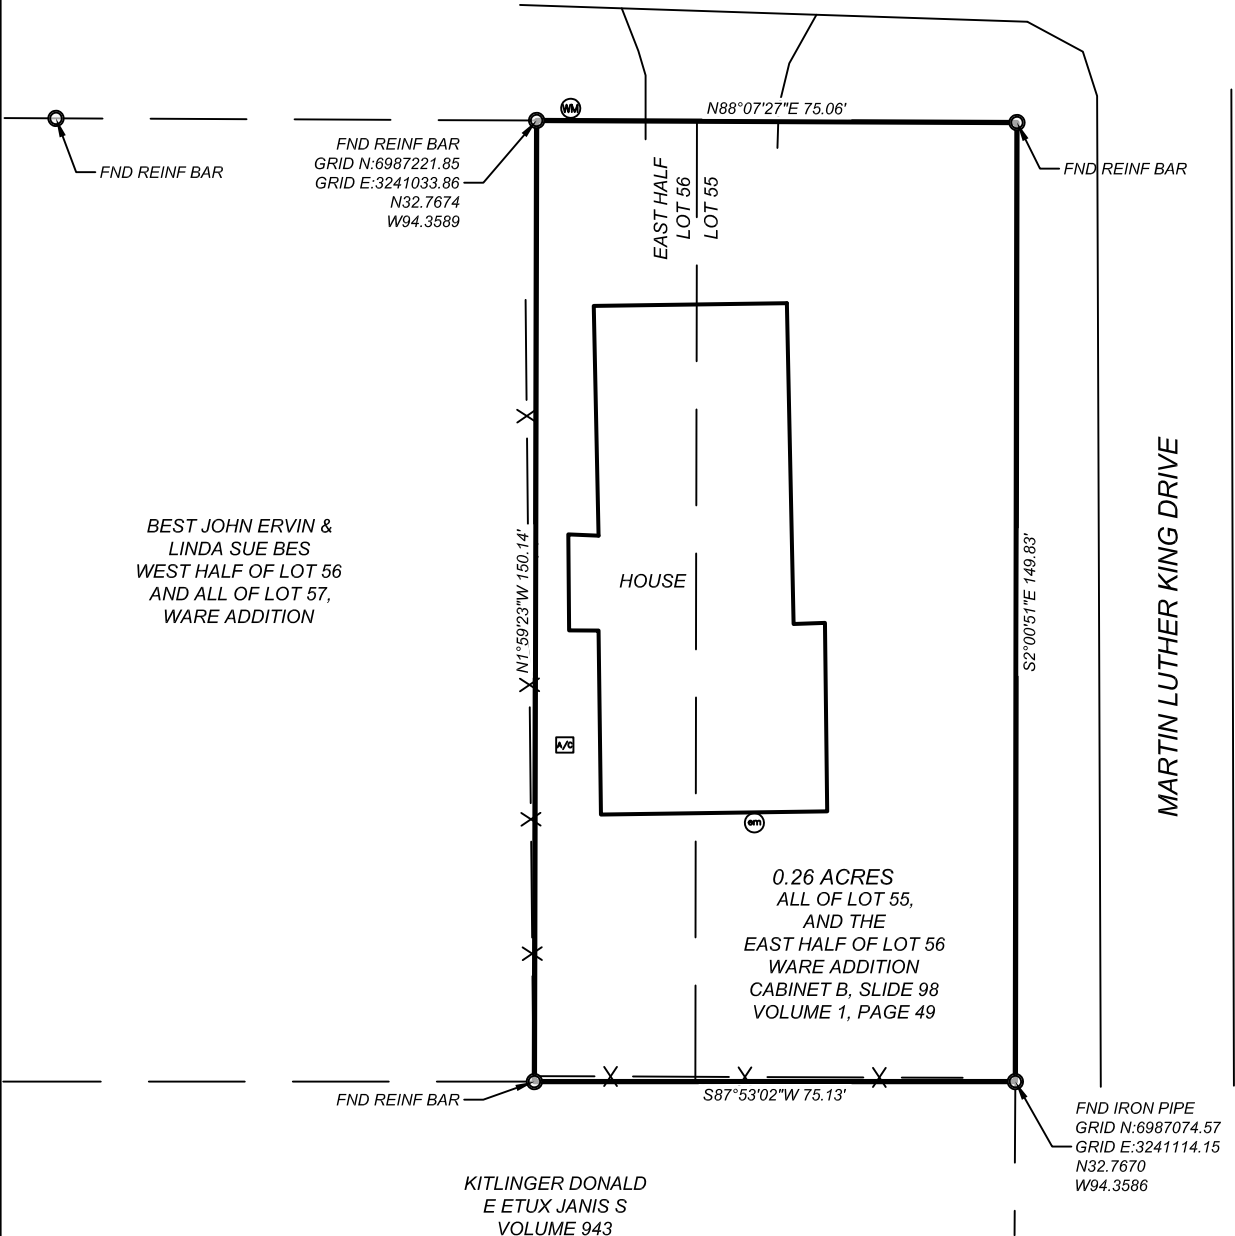 WM
N88°07'27"E 75.06'
FND REINF BAR
FND REINF BAR
GRID N:6987221.85
GRID E:3241033.86
N32.7674
W94.3589
FND REINF BAR
EAST HALF
LOT 56
LOT 55
BEST JOHN ERVIN &
LINDA SUE BES
WEST HALF OF LOT 56
AND ALL OF LOT 57,
WARE ADDITION
N1°59'23"W 150.14'
HOUSE
S2°00'51"E 149.83'
MARTIN LUTHER KING DRIVE
A/C
em
0.26 ACRES
ALL OF LOT 55,
AND THE
EAST HALF OF LOT 56
WARE ADDITION
CABINET B, SLIDE 98
VOLUME 1, PAGE 49
S87°53'02"W 75.13'
FND REINF BAR
FND IRON PIPE
GRID N:6987074.57
GRID E:3241114.15
N32.7670
W94.3586
KITLINGER DONALD
E ETUX JANIS S
VOLUME 943